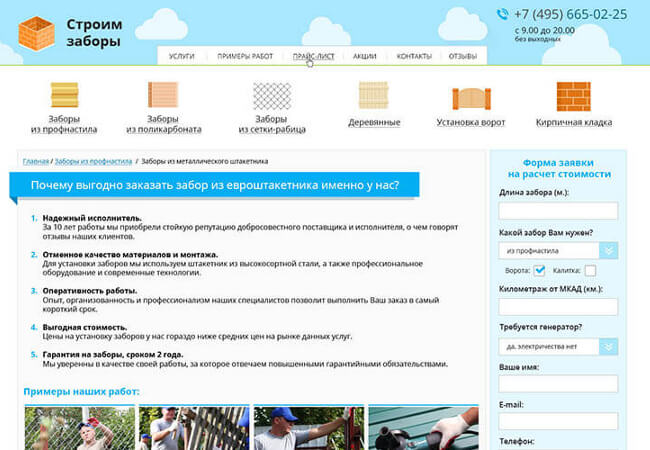 Строим
заборы
+7 (495) 665-02-25
с 9.00 до 20.00
без выходных
УСЛУГИ
ПРИМЕРЫ РАБОТ
ПРАЙС-ЛИСТ
АКЦИИ
КОНТАКТЫ
ОТЗЫВЫ
Заборы
из профнастила
Заборы
из поликарбоната
Заборы
из сетки-рабица
Деревянные
Установка ворот
Кирпичная кладка
Главная / Заборы из профнастила / Заборы из металлического штакетника
Почему выгодно заказать забор из евроштакетника именно у нас?
1. Надежный исполнитель.
За 10 лет работы мы приобрели стойкую репутацию добросовестного поставщика и исполнителя, о чем говорят
отзывы наших клиентов.
2. Отменное качество материалов и монтажа.
Для установки заборов мы используем штакетник из высокосортной стали, а также профессиональное
оборудование и современные технологии.
3. Оперативность работы.
Опыт, организованность и профессионализм наших специалистов позволит выполнить Ваш заказ в самый
короткий срок.
4. Выгодная стоимость.
Цены на установку заборов у нас гораздо ниже средних цен на рынке данных услуг.
5. Гарантия на заборы, сроком 2 года.
Мы уверенны в качестве своей работы, за которое отвечаем повышенными гарантийными обязательствами.
Примеры наших работ:
Форма заявки
на расчет стоимости
Длина забора (м.):
Какой забор Вам нужен?
из профнастила
Ворота:
Калитка:
Километраж от МКАД (км.):
Требуется генератор?
да, электричества нет
Ваше имя:
E-mail:
Телефон: